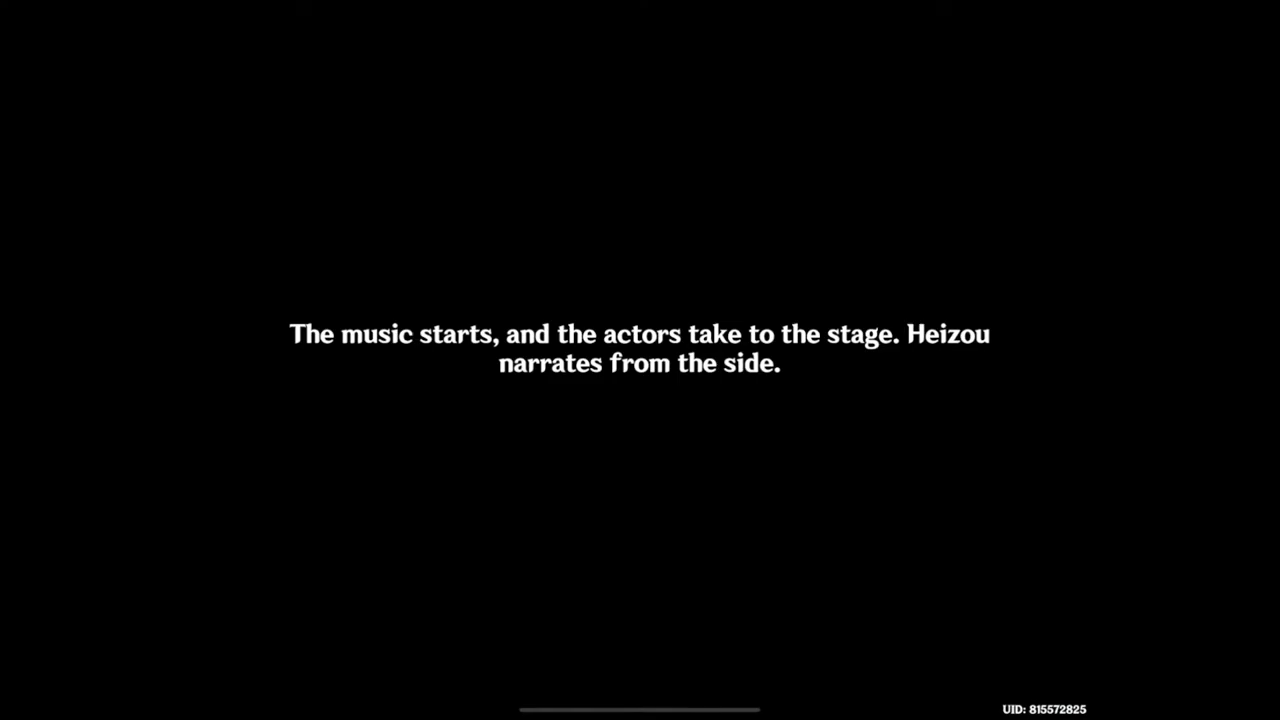 The music starts, and the actors take to the stage. Heizou
narrates from the side.
UID: 815572825